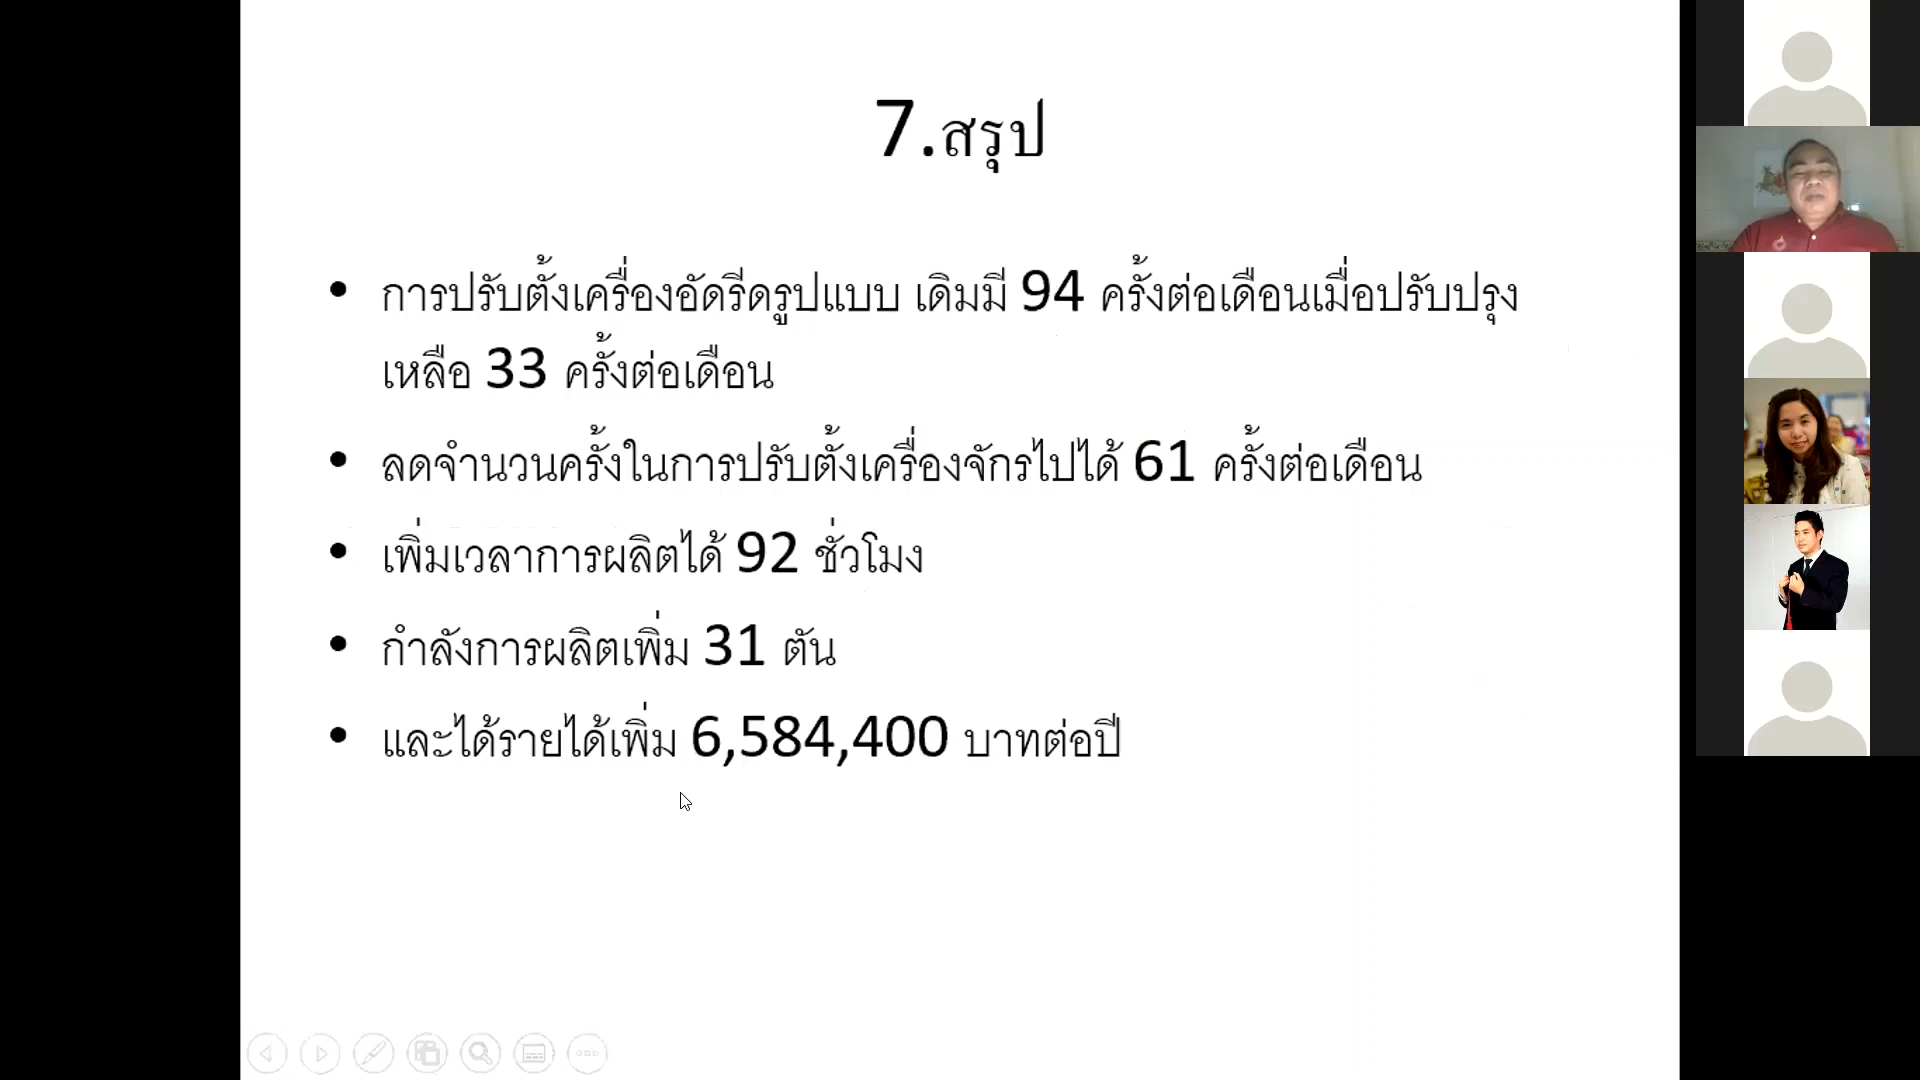 7.สรุป
• การปรับตั้งเครื่องอัดรีดรูปแบบ เดิมมี 94 ครั้งต่อเดือนเมื่อปรับปรุง
เหลือ 33 ครั้งต่อเดือน
• ลดจำนวนครั้งในการปรับตั้งเครื่องจักรไปได้ 61 ครั้งต่อเดือน
• เพิ่มเวลาการผลิตได้ 92 ชั่วโมง
• กำลังการผลิตเพิ่ม 31 ตัน
• และได้รายได้เพิ่ม 6,584,400 บาทต่อปี